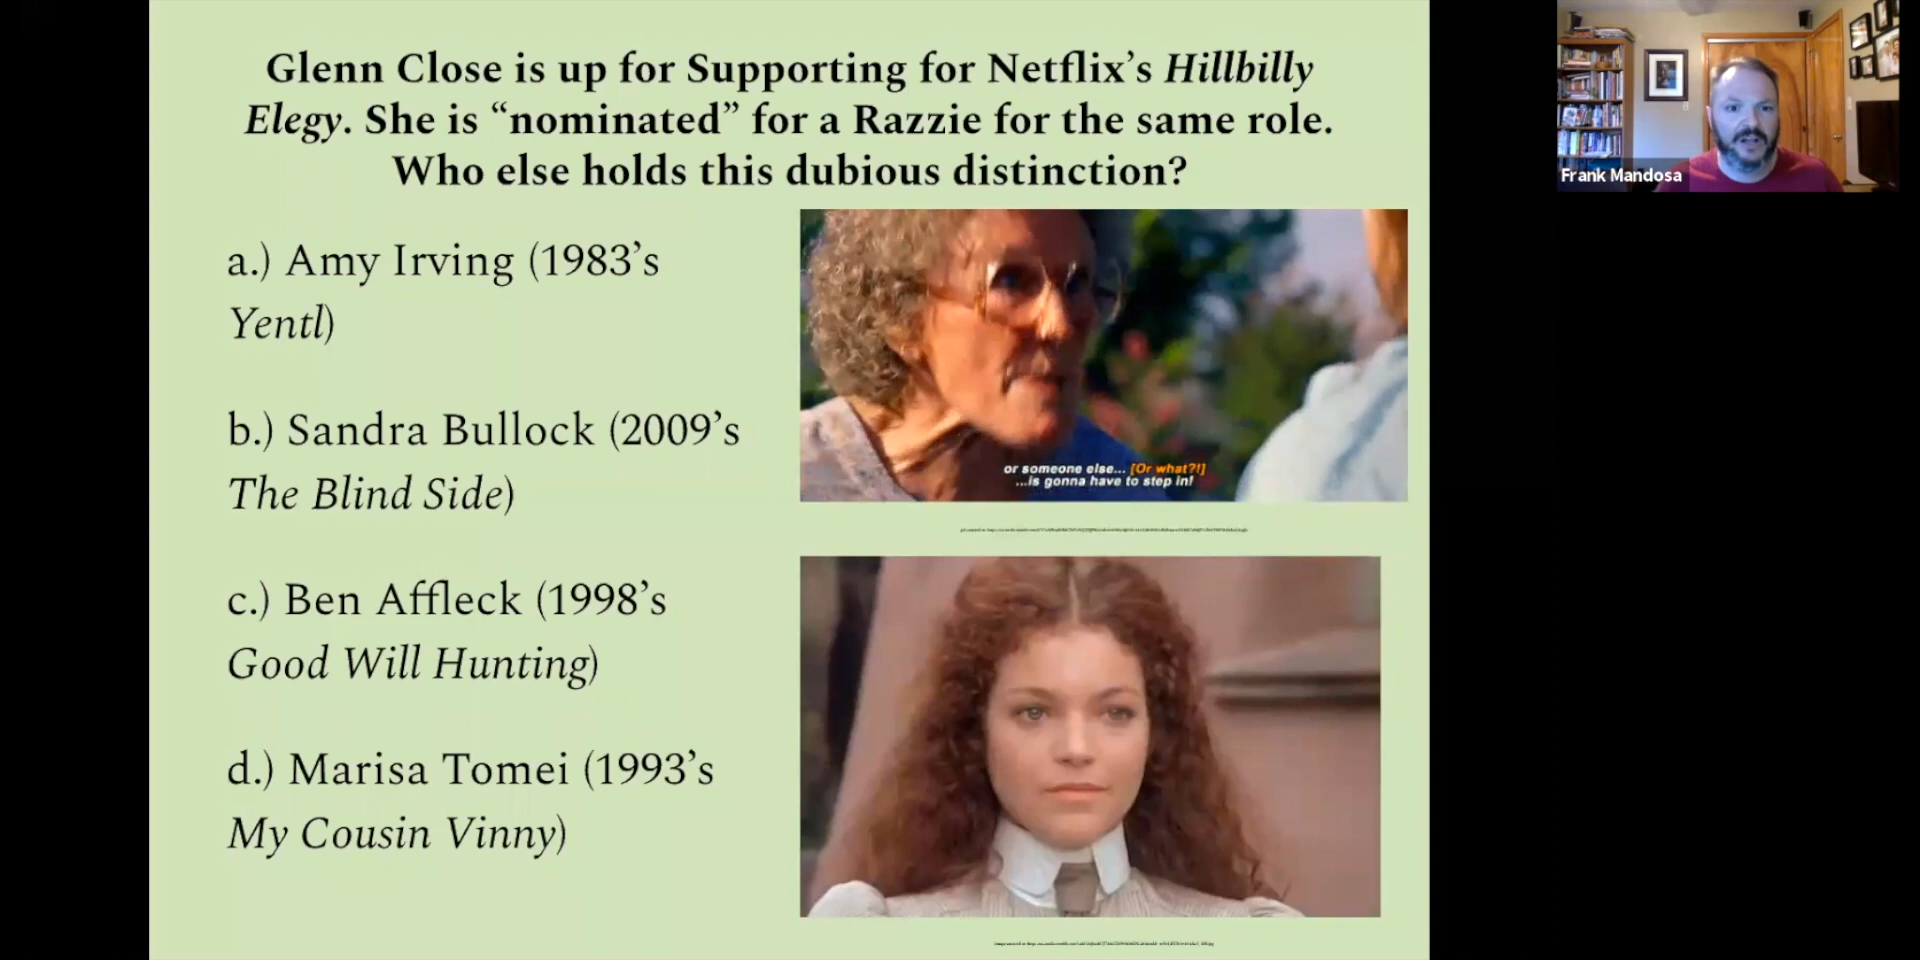 Glenn Close is up for Supporting for Netflix’s Hillbilly
Elegy. She is “nominated” for a Razzie for the same role.
Who else holds this dubious distinction?
a.) Amy Irving (1983’s
Yentl)
b.) Sandra Bullock (2009’s
The Blind Side)
c.) Ben Affleck (1998’s
Good Will Hunting)
d.) Marisa Tomei (1993’s
My Cousin Vinny)
or someone else... [Or what?!]
...is gonna have to step in!
Frank Mandosa